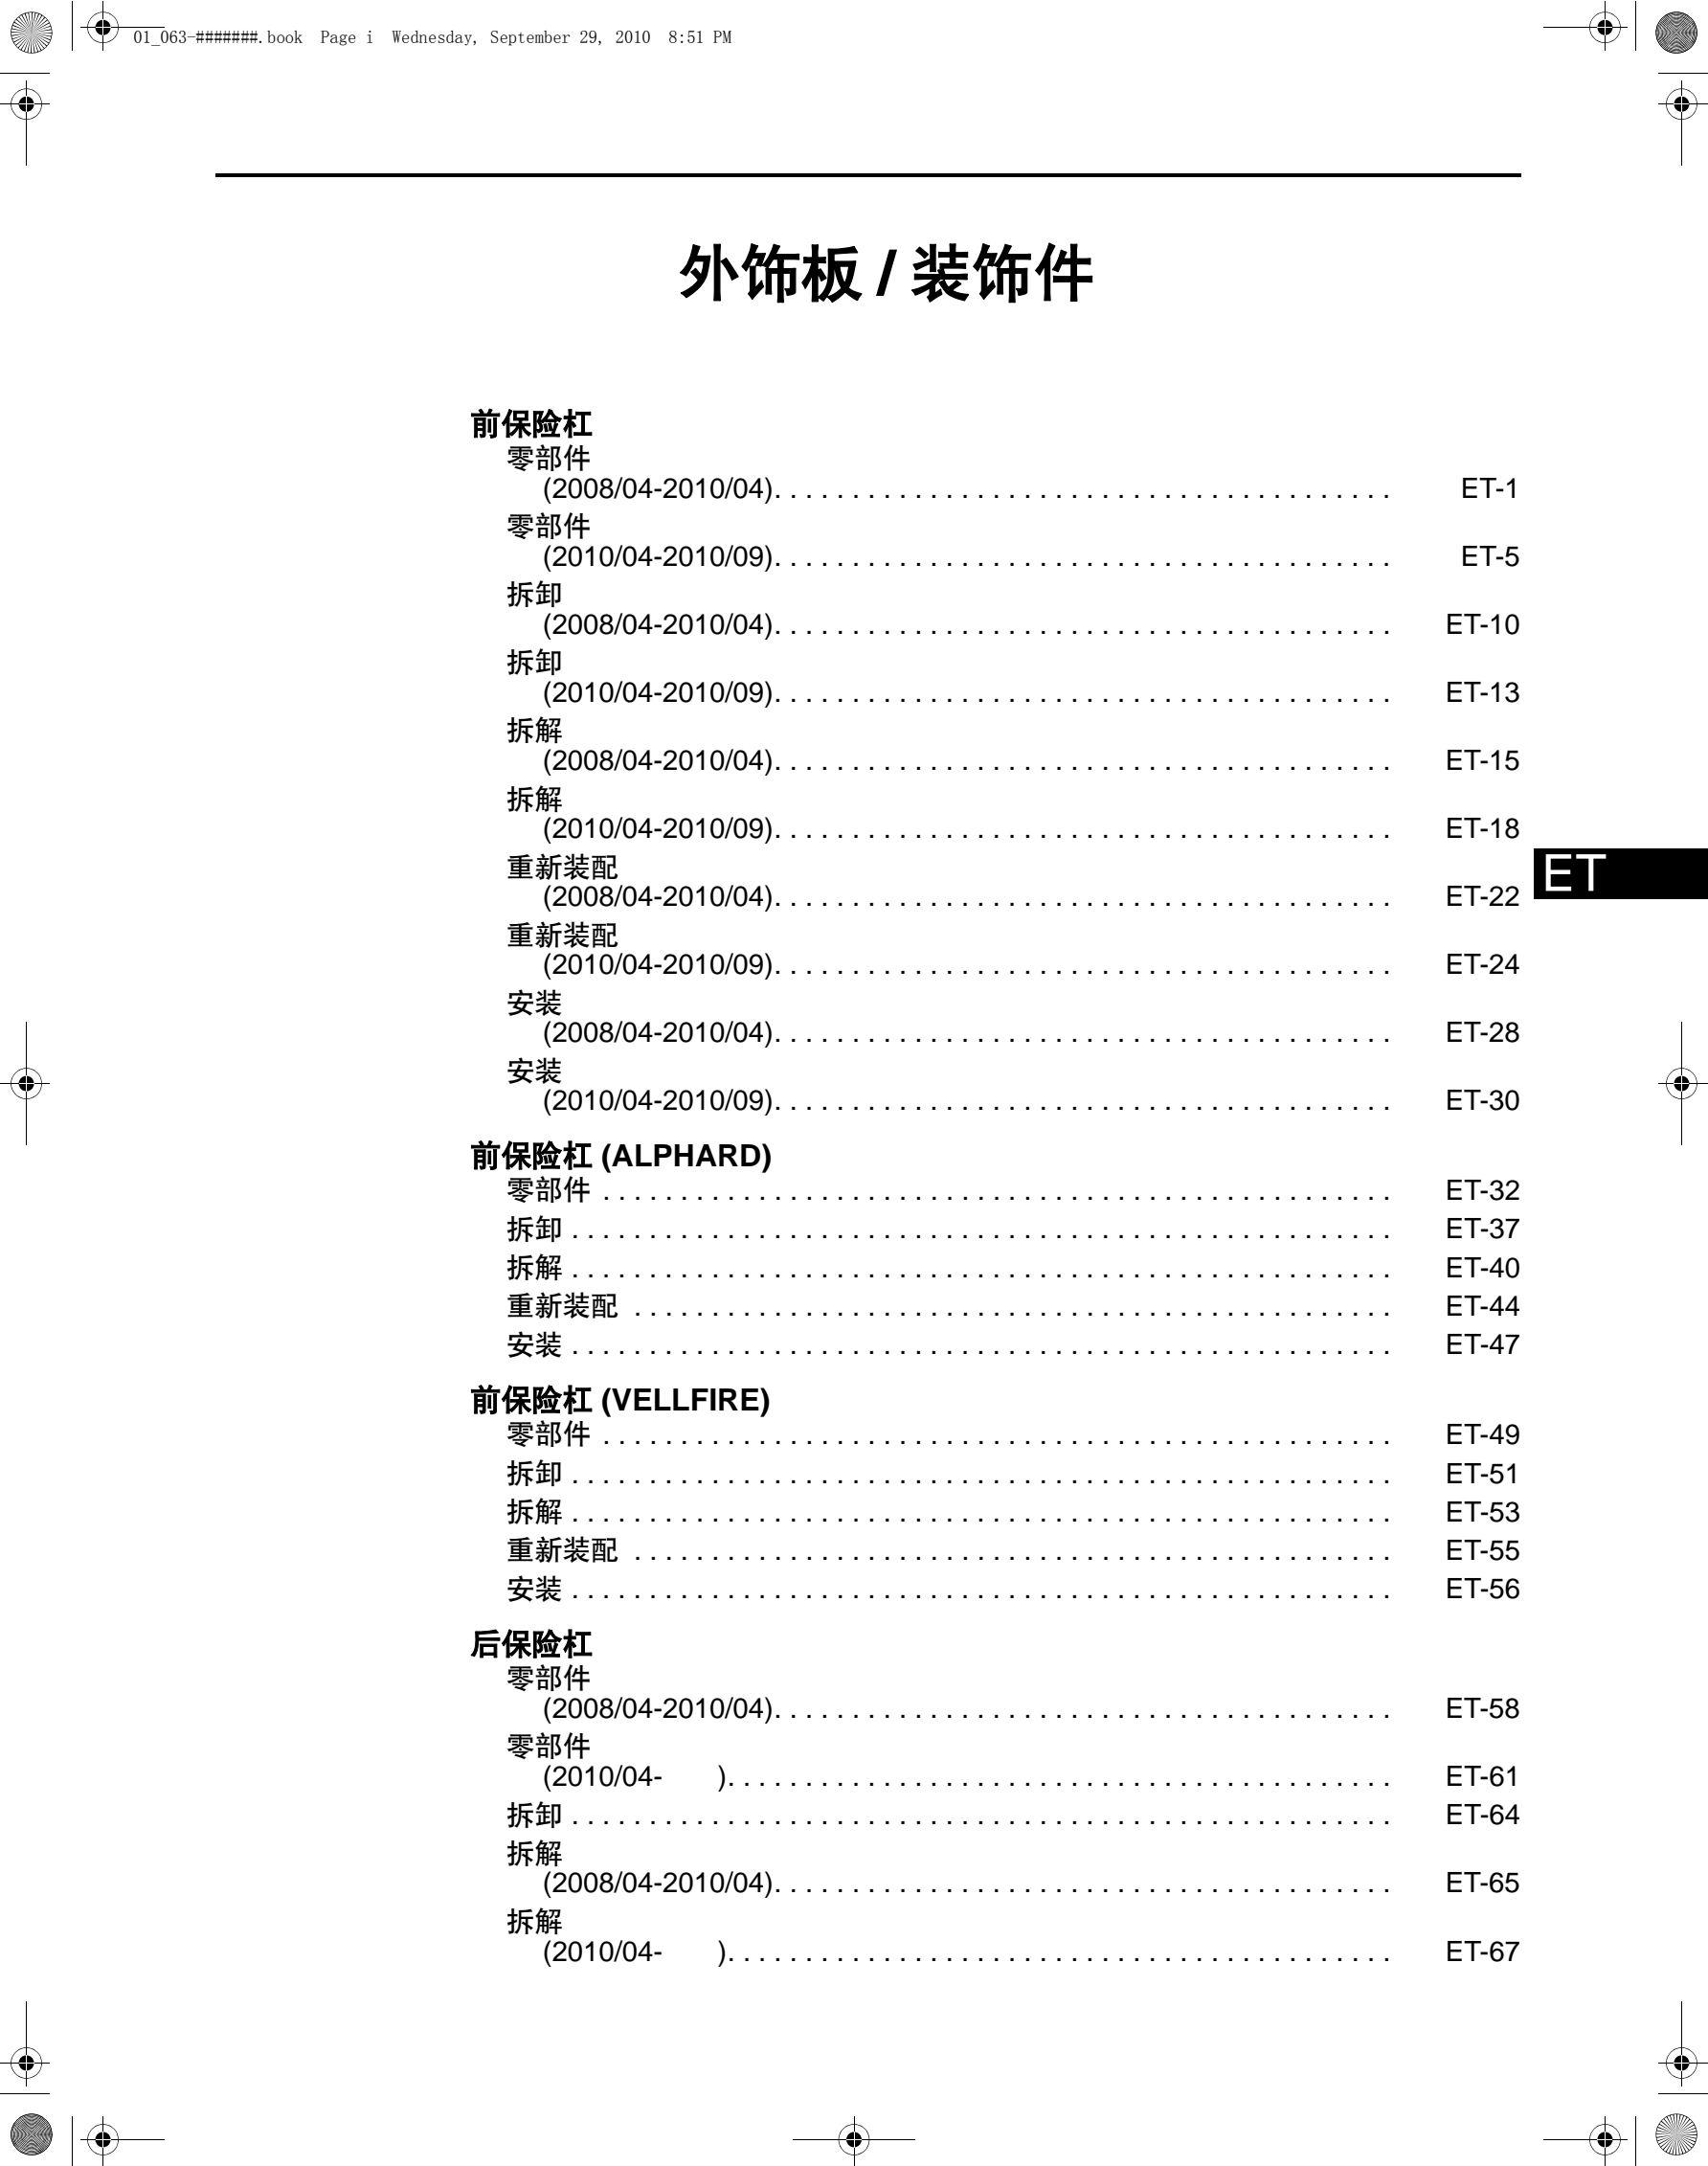 01_063-#######.book  Page i  Wednesday, September 29, 2010  8:51 PM
外饰板 / 装饰件
前保险杠
零部件
(2008/04-2010/04). . . . . . . . . . . . . . . . . . . . . . . . . . . . . . . . . . . . . . . . ET-1
零部件
(2010/04-2010/09). . . . . . . . . . . . . . . . . . . . . . . . . . . . . . . . . . . . . . . . ET-5
拆卸
(2008/04-2010/04). . . . . . . . . . . . . . . . . . . . . . . . . . . . . . . . . . . . . . . . ET-10
拆卸
(2010/04-2010/09). . . . . . . . . . . . . . . . . . . . . . . . . . . . . . . . . . . . . . . . ET-13
拆解
(2008/04-2010/04). . . . . . . . . . . . . . . . . . . . . . . . . . . . . . . . . . . . . . . . ET-15
拆解
(2010/04-2010/09). . . . . . . . . . . . . . . . . . . . . . . . . . . . . . . . . . . . . . . . ET-18
ET
重新装配
(2008/04-2010/04). . . . . . . . . . . . . . . . . . . . . . . . . . . . . . . . . . . . . . . . ET-22
重新装配
(2010/04-2010/09). . . . . . . . . . . . . . . . . . . . . . . . . . . . . . . . . . . . . . . . ET-24
安装
(2008/04-2010/04). . . . . . . . . . . . . . . . . . . . . . . . . . . . . . . . . . . . . . . . ET-28
安装
(2010/04-2010/09). . . . . . . . . . . . . . . . . . . . . . . . . . . . . . . . . . . . . . . . ET-30
前保险杠 (ALPHARD)
零部件 . . . . . . . . . . . . . . . . . . . . . . . . . . . . . . . . . . . . . . . . . . . . . . . . . . . ET-32
拆卸 . . . . . . . . . . . . . . . . . . . . . . . . . . . . . . . . . . . . . . . . . . . . . . . . . . . . . ET-37
拆解 . . . . . . . . . . . . . . . . . . . . . . . . . . . . . . . . . . . . . . . . . . . . . . . . . . . . . ET-40
重新装配 . . . . . . . . . . . . . . . . . . . . . . . . . . . . . . . . . . . . . . . . . . . . . . . . . ET-44
安装 . . . . . . . . . . . . . . . . . . . . . . . . . . . . . . . . . . . . . . . . . . . . . . . . . . . . . ET-47
前保险杠 (VELLFIRE)
零部件 . . . . . . . . . . . . . . . . . . . . . . . . . . . . . . . . . . . . . . . . . . . . . . . . . . . ET-49
拆卸 . . . . . . . . . . . . . . . . . . . . . . . . . . . . . . . . . . . . . . . . . . . . . . . . . . . . . ET-51
拆解 . . . . . . . . . . . . . . . . . . . . . . . . . . . . . . . . . . . . . . . . . . . . . . . . . . . . . ET-53
重新装配 . . . . . . . . . . . . . . . . . . . . . . . . . . . . . . . . . . . . . . . . . . . . . . . . . ET-55
安装 . . . . . . . . . . . . . . . . . . . . . . . . . . . . . . . . . . . . . . . . . . . . . . . . . . . . . ET-56
后保险杠
零部件
(2008/04-2010/04). . . . . . . . . . . . . . . . . . . . . . . . . . . . . . . . . . . . . . . . ET-58
零部件
(2010/04-       ). . . . . . . . . . . . . . . . . . . . . . . . . . . . . . . . . . . . . . . . . . . ET-61
拆卸 . . . . . . . . . . . . . . . . . . . . . . . . . . . . . . . . . . . . . . . . . . . . . . . . . . . . . ET-64
拆解
(2008/04-2010/04). . . . . . . . . . . . . . . . . . . . . . . . . . . . . . . . . . . . . . . . ET-65
拆解
(2010/04-       ). . . . . . . . . . . . . . . . . . . . . . . . . . . . . . . . . . . . . . . . . . . ET-67